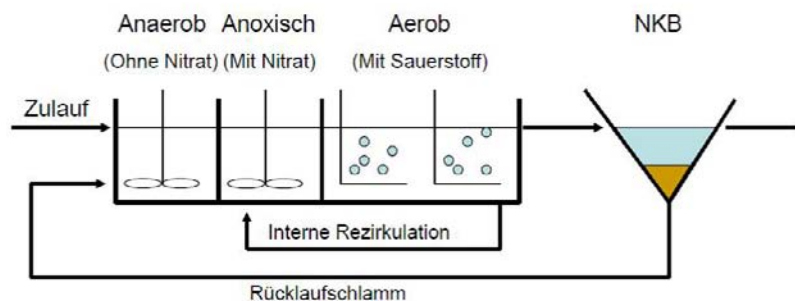 Anaerob
Anoxisch
Aerob
NKB
(Ohne Nitrat)
(Mit Nitrat)
(Mit Sauerstoff)
Zulauf
Interne Rezirkulation
Rücklaufschlamm